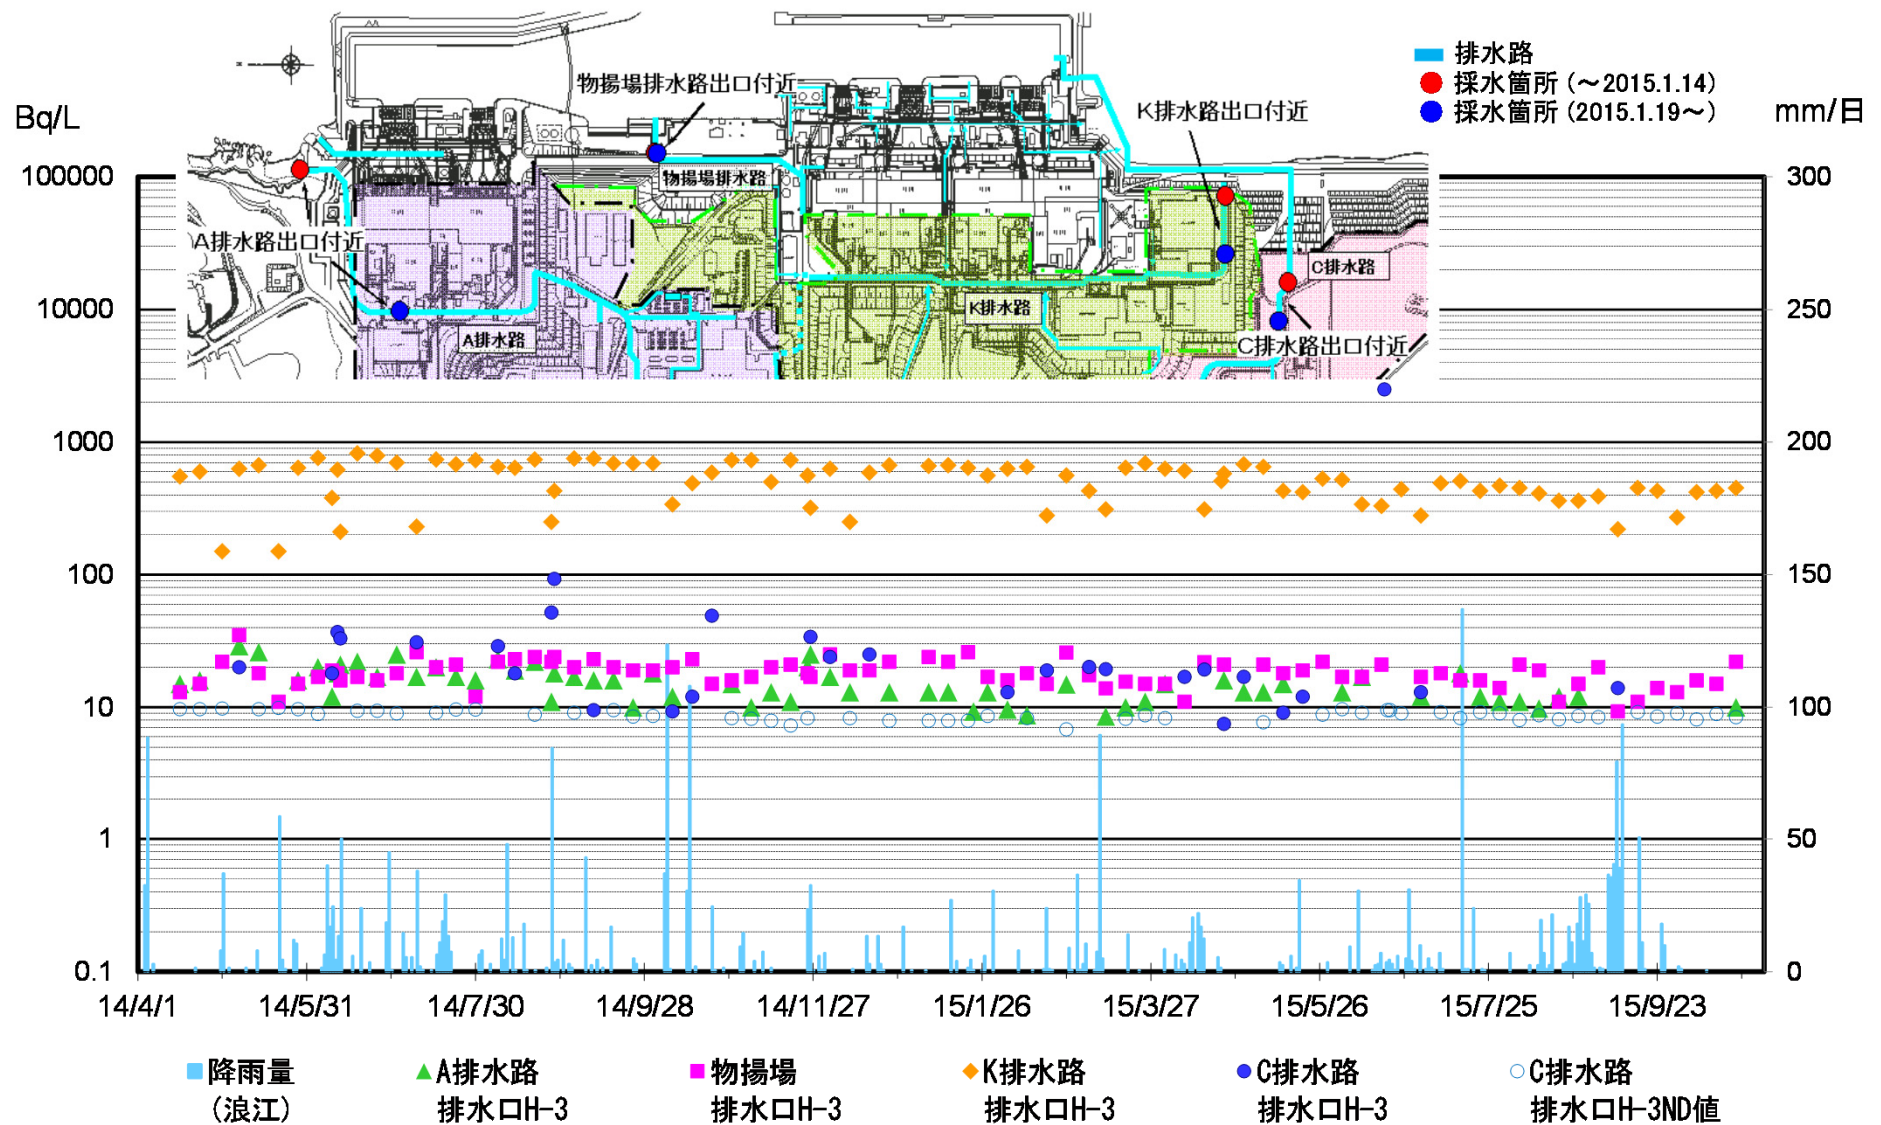 排水路
採水箇所(~2015.1.14)
採水箇所(2015.1.19~)
Bq/L
mm/日
物揚場排水路出口付近
K排水路出口付近
物揚場排水路
A排水路出口付近
C排水路
K排水路
A排水路
C排水路出口付近
100000
10000
1000
100
10
1
0.1
300
250
200
150
100
50
0
14/4/1 14/5/31 14/7/30 14/9/28 14/11/27 15/1/26 15/3/27 15/5/26 15/7/25 15/9/23
降雨量
(浪江)
A排水路
排水口H-3
物揚場
排水口H-3
K排水路
排水口H-3
C排水路
排水口H-3
C排水路
排水口H-3ND値